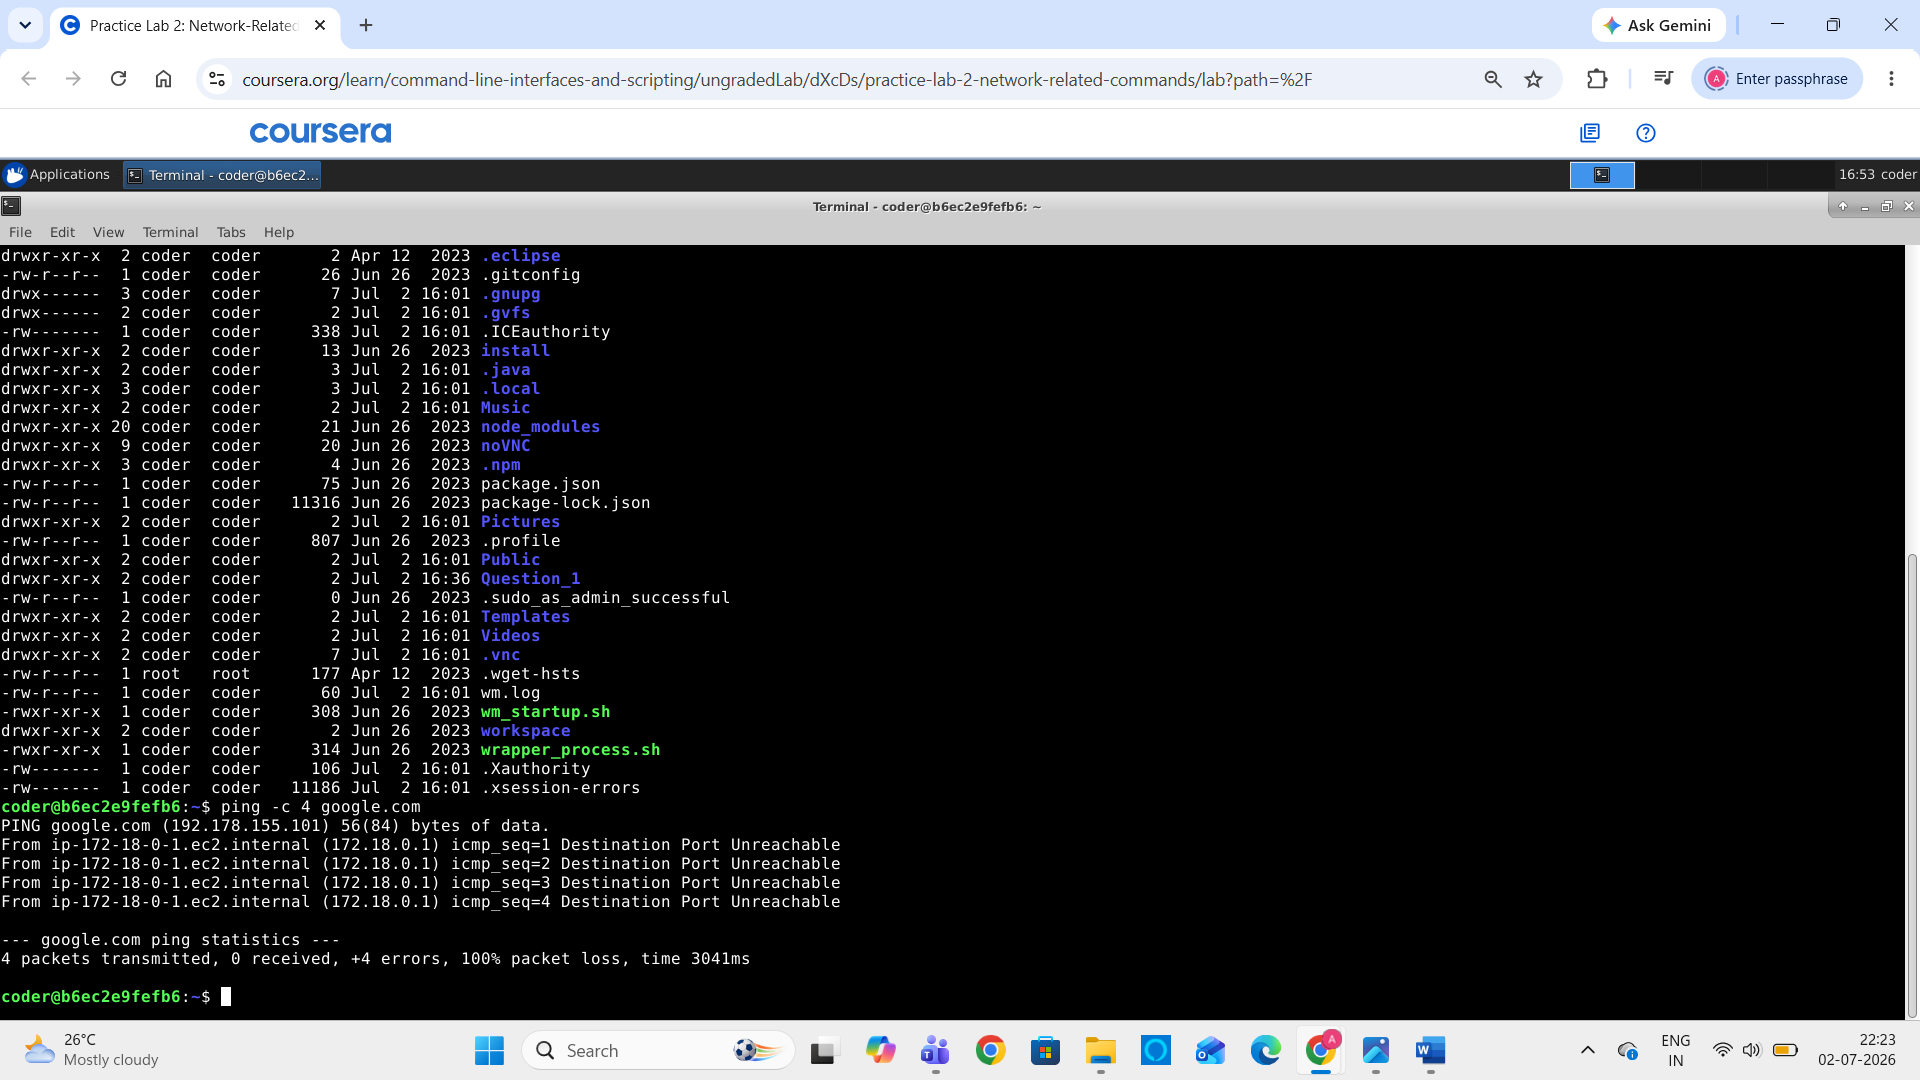 Practice Lab 2: Network-Related
Ask Gemini
coursera.org/learn/command-line-interfaces-and-scripting/ungradedLab/dXcDs/practice-lab-2-network-related-commands/lab?path=%2F
A
Enter passphrase
coursera
Applications
Terminal - coder@b6ec2...
16:53 coder
Terminal - coder@b6ec2e9fefb6: ~
File Edit View Terminal Tabs Help
drwxr-xr-x  2 coder  coder       2 Apr 12  2023 .eclipse
-rw-r--r--  1 coder  coder      26 Jun 26  2023 .gitconfig
drwx------  3 coder  coder       7 Jul  2 16:01 .gnupg
drwx------  2 coder  coder       2 Jul  2 16:01 .gvfs
-rw-------  1 coder  coder     338 Jul  2 16:01 .ICEauthority
drwxr-xr-x  2 coder  coder      13 Jun 26  2023 install
drwxr-xr-x  2 coder  coder       3 Jul  2 16:01 .java
drwxr-xr-x  3 coder  coder       3 Jul  2 16:01 .local
drwxr-xr-x  2 coder  coder       2 Jul  2 16:01 Music
drwxr-xr-x 20 coder  coder      21 Jun 26  2023 node_modules
drwxr-xr-x  9 coder  coder      20 Jun 26  2023 noVNC
drwxr-xr-x  3 coder  coder       4 Jun 26  2023 .npm
-rw-r--r--  1 coder  coder      75 Jun 26  2023 package.json
-rw-r--r--  1 coder  coder   11316 Jun 26  2023 package-lock.json
drwxr-xr-x  2 coder  coder       2 Jul  2 16:01 Pictures
-rw-r--r--  1 coder  coder     807 Jun 26  2023 .profile
drwxr-xr-x  2 coder  coder       2 Jul  2 16:01 Public
drwxr-xr-x  2 coder  coder       2 Jul  2 16:36 Question_1
-rw-r--r--  1 coder  coder       0 Jun 26  2023 .sudo_as_admin_successful
drwxr-xr-x  2 coder  coder       2 Jul  2 16:01 Templates
drwxr-xr-x  2 coder  coder       2 Jul  2 16:01 Videos
drwxr-xr-x  2 coder  coder       7 Jul  2 16:01 .vnc
-rw-r--r--  1 root   root      177 Apr 12  2023 .wget-hsts
-rw-r--r--  1 coder  coder      60 Jul  2 16:01 wm.log
-rwxr-xr-x  1 coder  coder     308 Jun 26  2023 wm_startup.sh
drwxr-xr-x  2 coder  coder       2 Jun 26  2023 workspace
-rwxr-xr-x  1 coder  coder     314 Jun 26  2023 wrapper_process.sh
-rw-------  1 coder  coder     106 Jul  2 16:01 .Xauthority
-rw-------  1 coder  coder   11186 Jul  2 16:01 .xsession-errors
coder@b6ec2e9fefb6:~$ ping -c 4 google.com
PING google.com (192.178.155.101) 56(84) bytes of data.
From ip-172-18-0-1.ec2.internal (172.18.0.1) icmp_seq=1 Destination Port Unreachable
From ip-172-18-0-1.ec2.internal (172.18.0.1) icmp_seq=2 Destination Port Unreachable
From ip-172-18-0-1.ec2.internal (172.18.0.1) icmp_seq=3 Destination Port Unreachable
From ip-172-18-0-1.ec2.internal (172.18.0.1) icmp_seq=4 Destination Port Unreachable
--- google.com ping statistics ---
4 packets transmitted, 0 received, +4 errors, 100% packet loss, time 3041ms
coder@b6ec2e9fefb6:~$
26°C
Mostly cloudy
Search
ENG
IN
22:23
02-07-2026